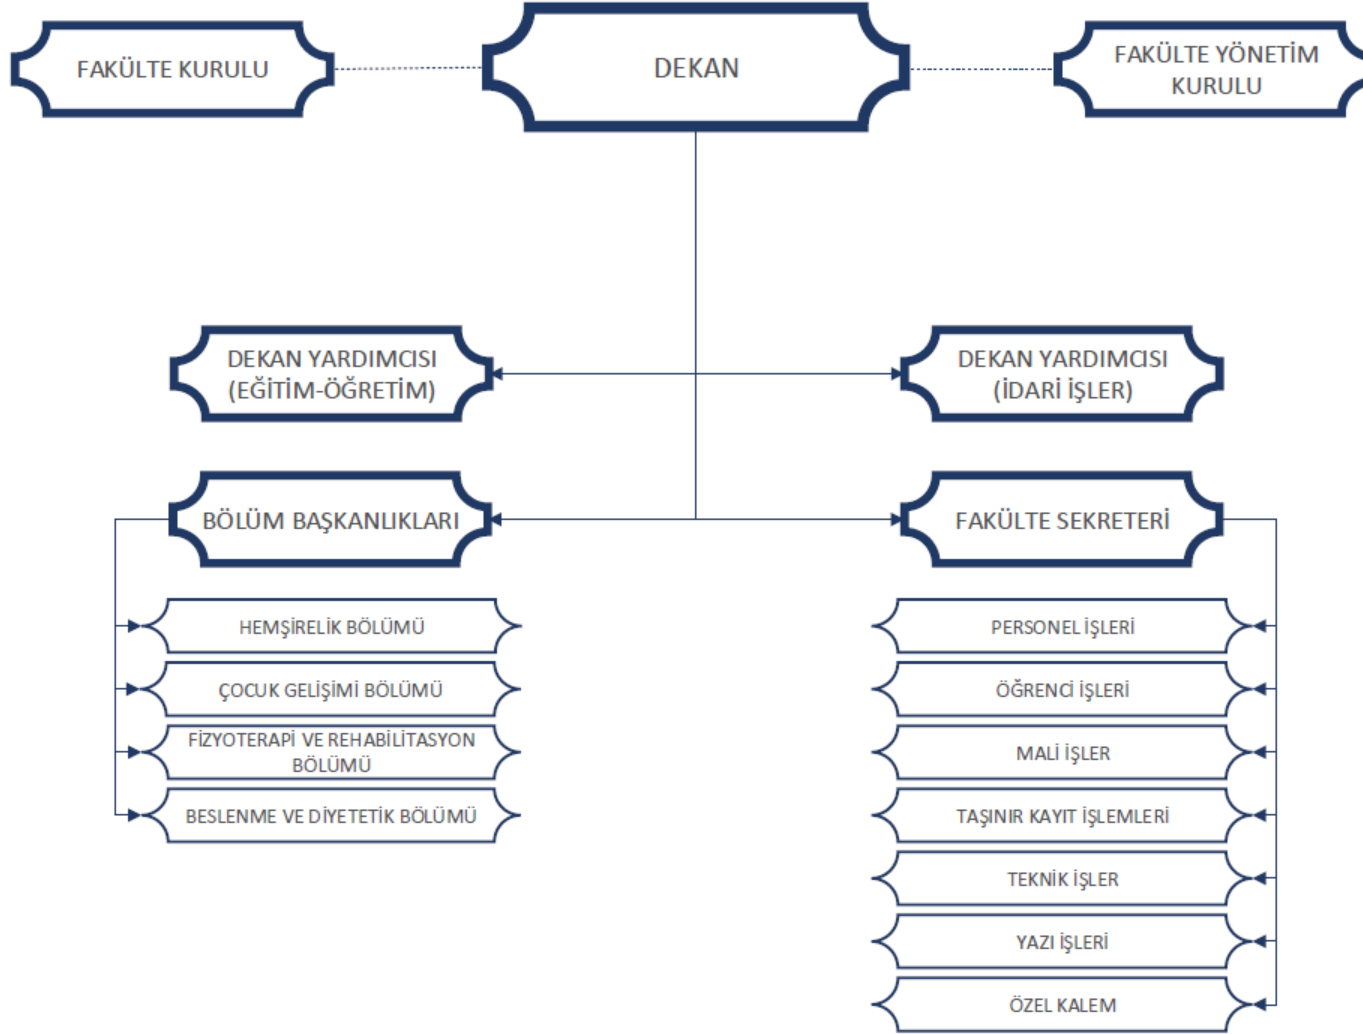 FAKÜLTE KURULU
DEKAN
FAKÜLTE YÖNETİM
KURULU
DEKAN YARDIMCISI
(EĞİTİM-ÖĞRETİM)
DEKAN YARDIMCISI
(İDARİ İŞLER)
BÖLÜM BAŞKANLIKLARI
FAKÜLTE SEKRETERİ
HEMŞİRELİK BÖLÜMÜ
ÇOCUK GELİŞİMİ BÖLÜMÜ
FİZYOTERAPİ VE REHABİLİTASYON
BÖLÜMÜ
BESLENME VE DİYETETİK BÖLÜMÜ
PERSONEL İŞLERİ
ÖĞRENCİ İŞLERİ
MALİ İŞLER
TAŞINIR KAYIT İŞLEMLERİ
TEKNİK İŞLER
YAZI İŞLERİ
ÖZEL KALEM